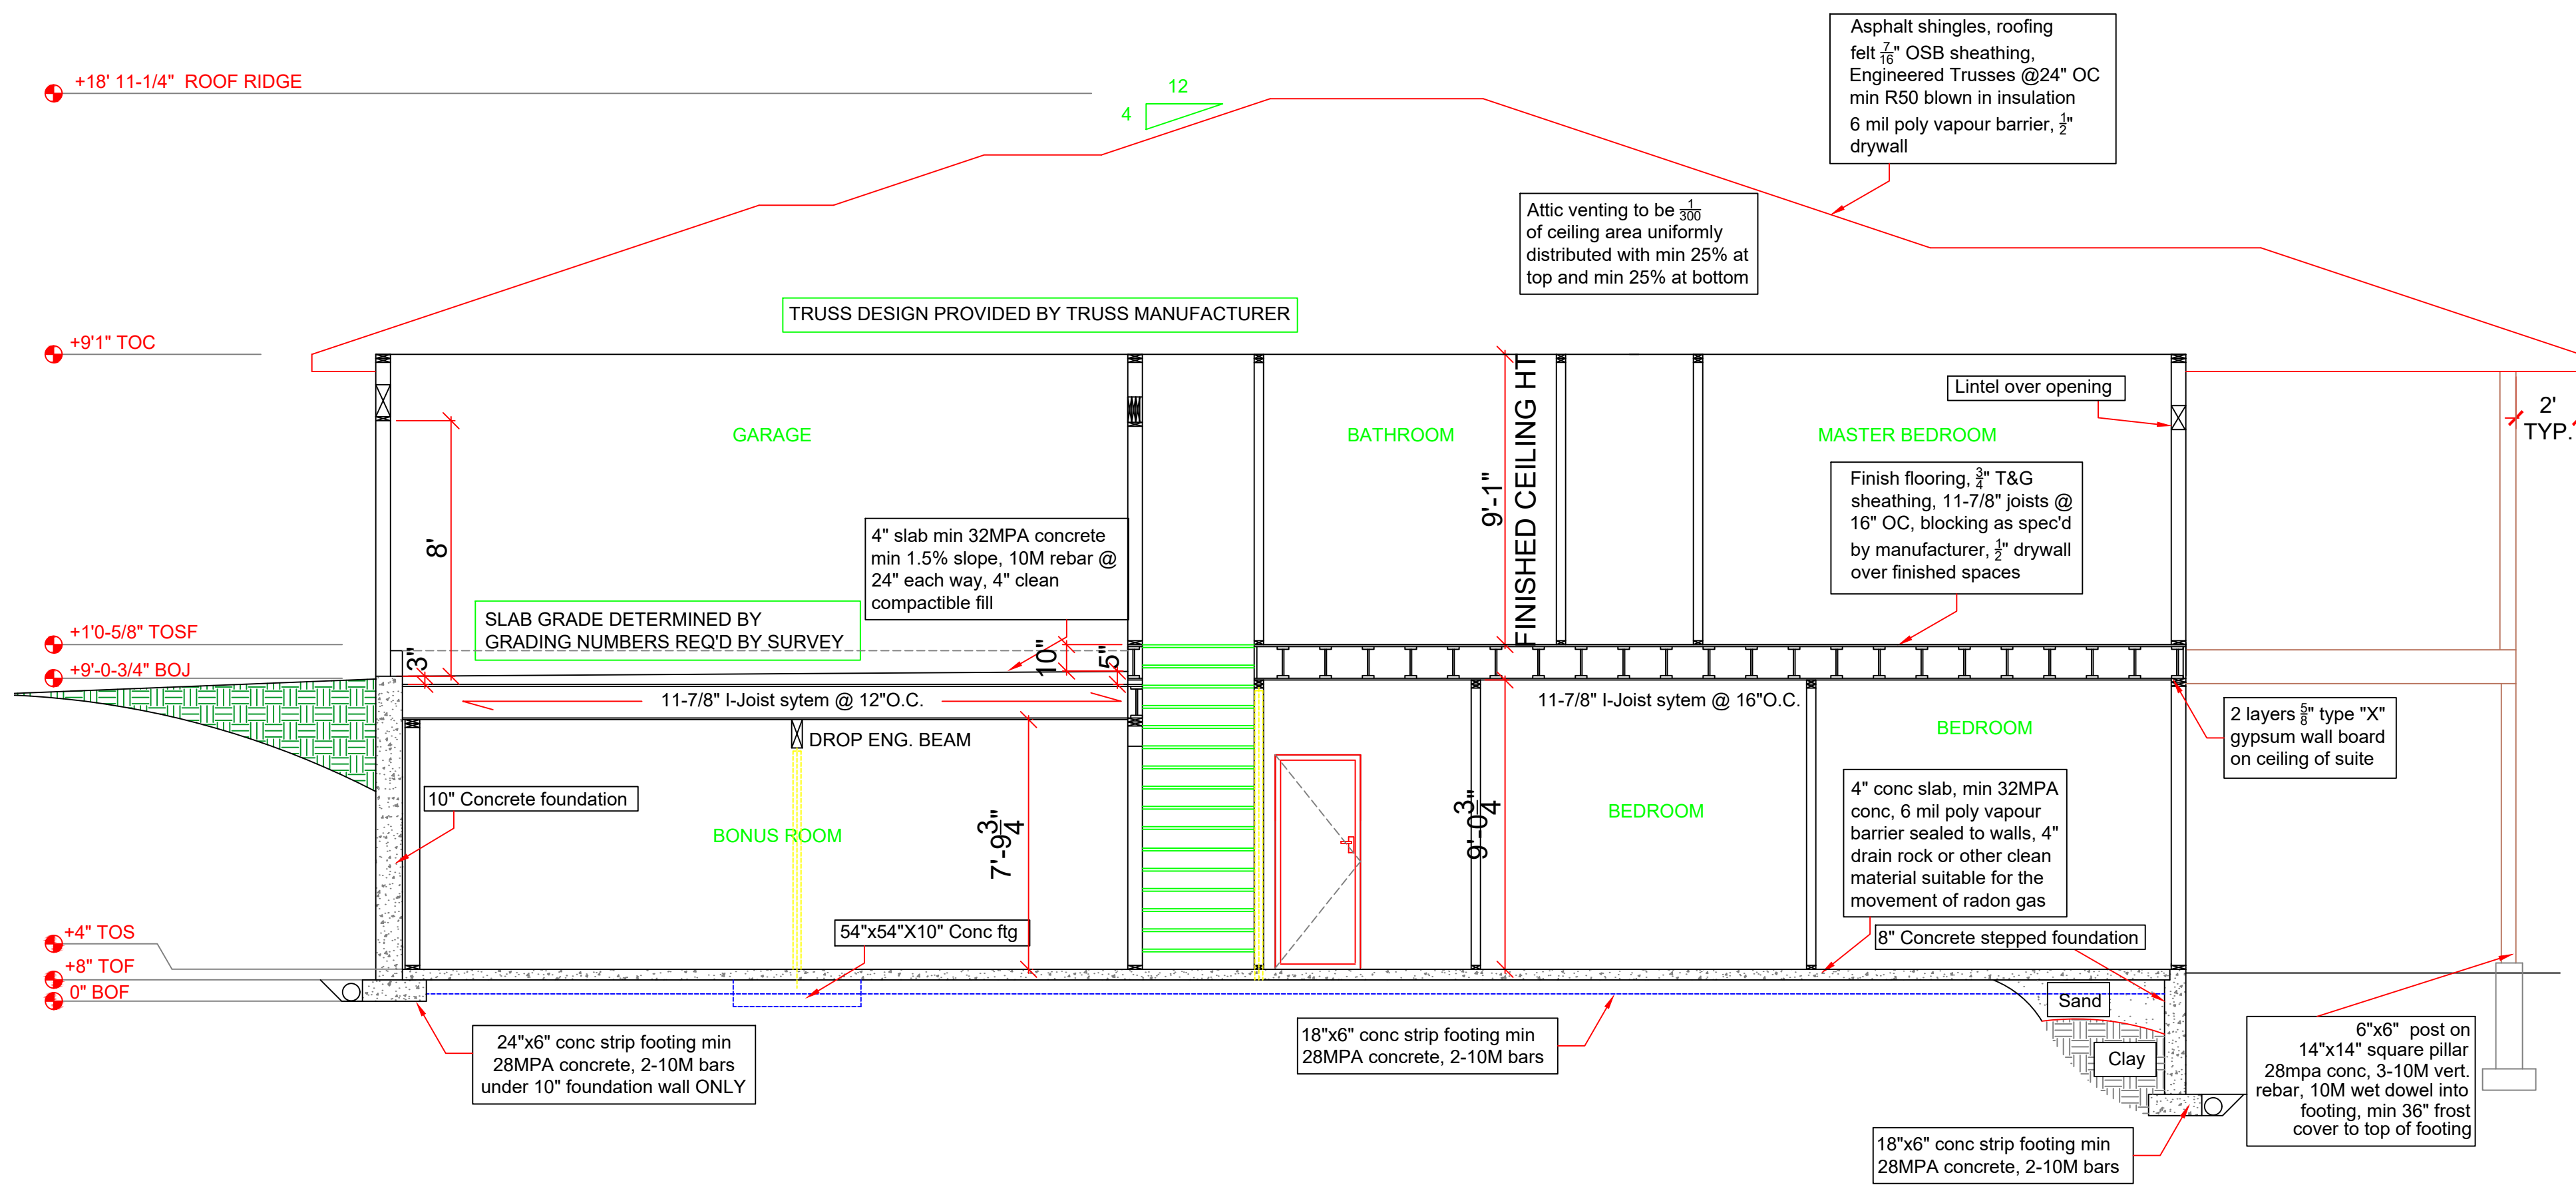 Asphalt shingles, roofing
felt 7/16" OSB sheathing,
Engineered Trusses @24" OC
min R50 blown in insulation
6 mil poly vapour barrier, 1/2"
drywall
+18' 11-1/4" ROOF RIDGE
12
4
Attic venting to be 1/300
of ceiling area uniformly
distributed with min 25% at
top and min 25% at bottom
TRUSS DESIGN PROVIDED BY TRUSS MANUFACTURER
+9'1" TOC
Lintel over opening
2'
TYP.
GARAGE
BATHROOM
MASTER BEDROOM
9'-1"
FINISHED CEILING HT
8'
Finish flooring, 3/4" T&G
sheathing, 11-7/8" joists @
16" OC, blocking as spec'd
by manufacturer, 1/2" drywall
over finished spaces
4" slab min 32MPA concrete
min 1.5% slope, 10M rebar @
24" each way, 4" clean
compactible fill
SLAB GRADE DETERMINED BY
GRADING NUMBERS REQ'D BY SURVEY
+1'0-5/8" TOSF
3"
10"
5"
+9'-0-3/4" BOJ
11-7/8" I-Joist sytem @ 12"O.C.
11-7/8" I-Joist sytem @ 16"O.C.
2 layers 5/8" type "X"
gypsum wall board
on ceiling of suite
DROP ENG. BEAM
BEDROOM
10" Concrete foundation
BONUS ROOM
7'-9 3/4"
9'-0 3/4"
BEDROOM
4" conc slab, min 32MPA
conc, 6 mil poly vapour
barrier sealed to walls, 4"
drain rock or other clean
material suitable for the
movement of radon gas
54"x54"X10" Conc ftg
8" Concrete stepped foundation
+4" TOS
+8" TOF
0" BOF
Sand
Clay
24"x6" conc strip footing min
28MPA concrete, 2-10M bars
under 10" foundation wall ONLY
18"x6" conc strip footing min
28MPA concrete, 2-10M bars
6"x6" post on
14"x14" square pillar
28mpa conc, 3-10M vert.
rebar, 10M wet dowel into
footing, min 36" frost
cover to top of footing
18"x6" conc strip footing min
28MPA concrete, 2-10M bars